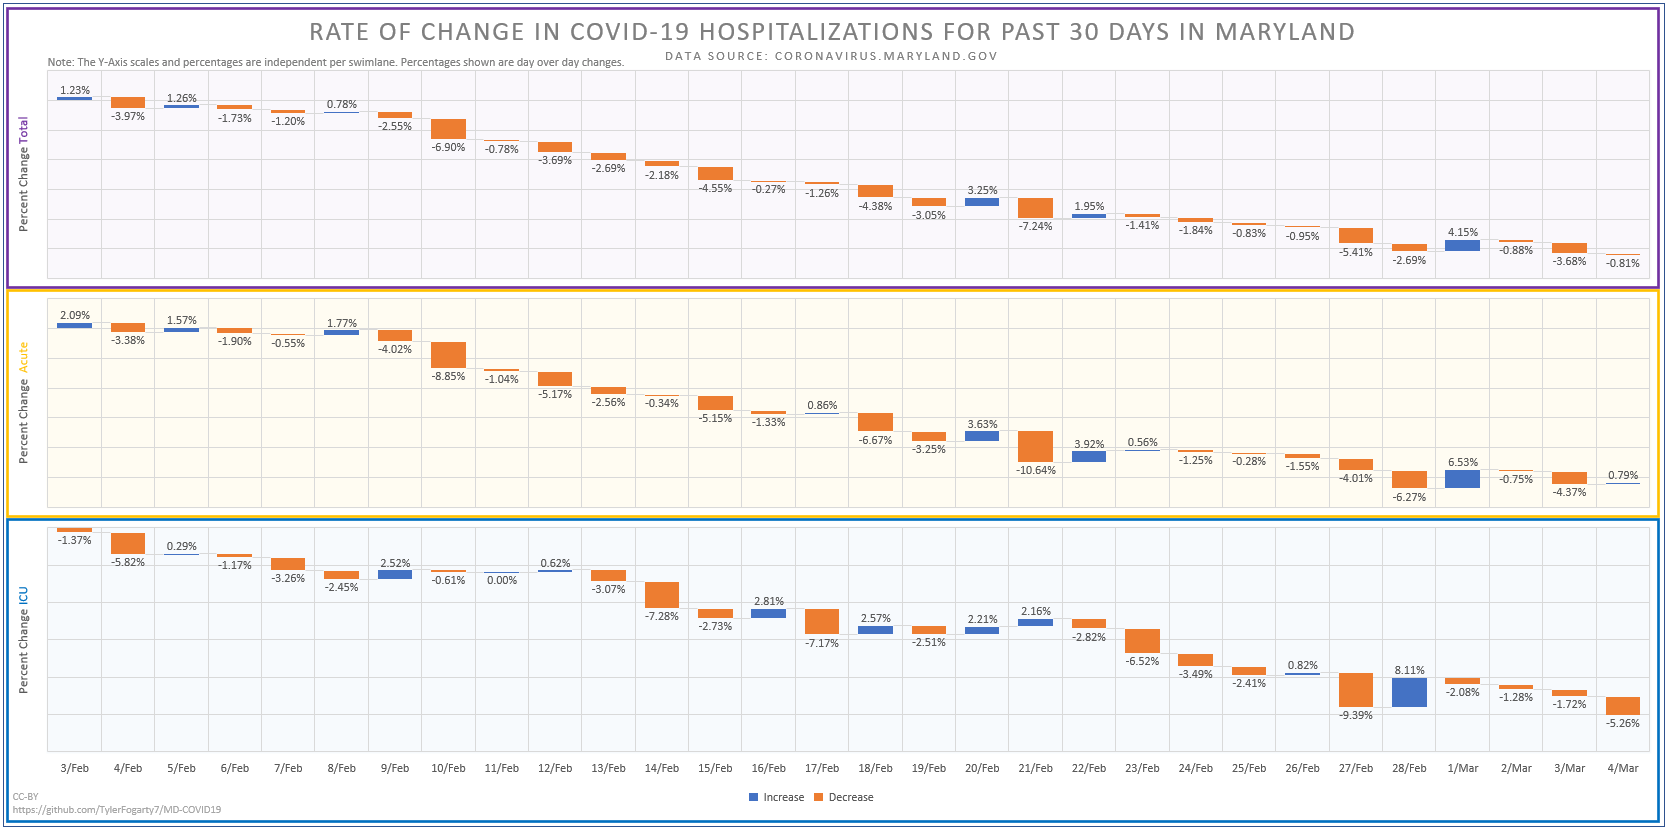 RATE OF CHANGE IN COVID-19 HOSPITALIZATIONS FOR PAST 30 DAYS IN MARYLAND
DATA SOURCE: CORONAVIRUS.MARYLAND.GOV
Note: The Y-Axis scales and percentages are independent per swimlane. Percentages shown are day over day changes.
Percent Change Total
1.23% -3.97% 1.26% -1.73% -1.20% 0.78% -2.55% -6.90% -0.78% -3.69% -2.69% -2.18% -4.55% -0.27% -1.26% -4.38% -3.05% 3.25% -7.24% 1.95% -1.41% -1.84% -0.83% -0.95% -5.41% -2.69% 4.15% -0.88% -3.68% -0.81%
Percent Change Acute
2.09% -3.38% 1.57% -1.90% -0.55% 1.77% -4.02% -8.85% -1.04% -5.17% -2.56% -0.34% -5.15% -1.33% 0.86% -6.67% -3.25% 3.63% -10.64% 3.92% 0.56% -1.25% -0.28% -1.55% -4.01% -6.27% 6.53% -0.75% -4.37% 0.79%
Percent Change ICU
-1.37% -5.82% 0.29% -1.17% -3.26% -2.45% 2.52% -0.61% 0.00% 0.62% -3.07% -7.28% -2.73% 2.81% -7.17% 2.57% -2.51% 2.21% 2.16% -2.82% -6.52% -3.49% -2.41% 0.82% -9.39% 8.11% -2.08% -1.28% -1.72% -5.26%
3/Feb 4/Feb 5/Feb 6/Feb 7/Feb 8/Feb 9/Feb 10/Feb 11/Feb 12/Feb 13/Feb 14/Feb 15/Feb 16/Feb 17/Feb 18/Feb 19/Feb 20/Feb 21/Feb 22/Feb 23/Feb 24/Feb 25/Feb 26/Feb 27/Feb 28/Feb 1/Mar 2/Mar 3/Mar 4/Mar
Increase Decrease
CC-BY
https://github.com/TylerFogarty7/MD-COVID19